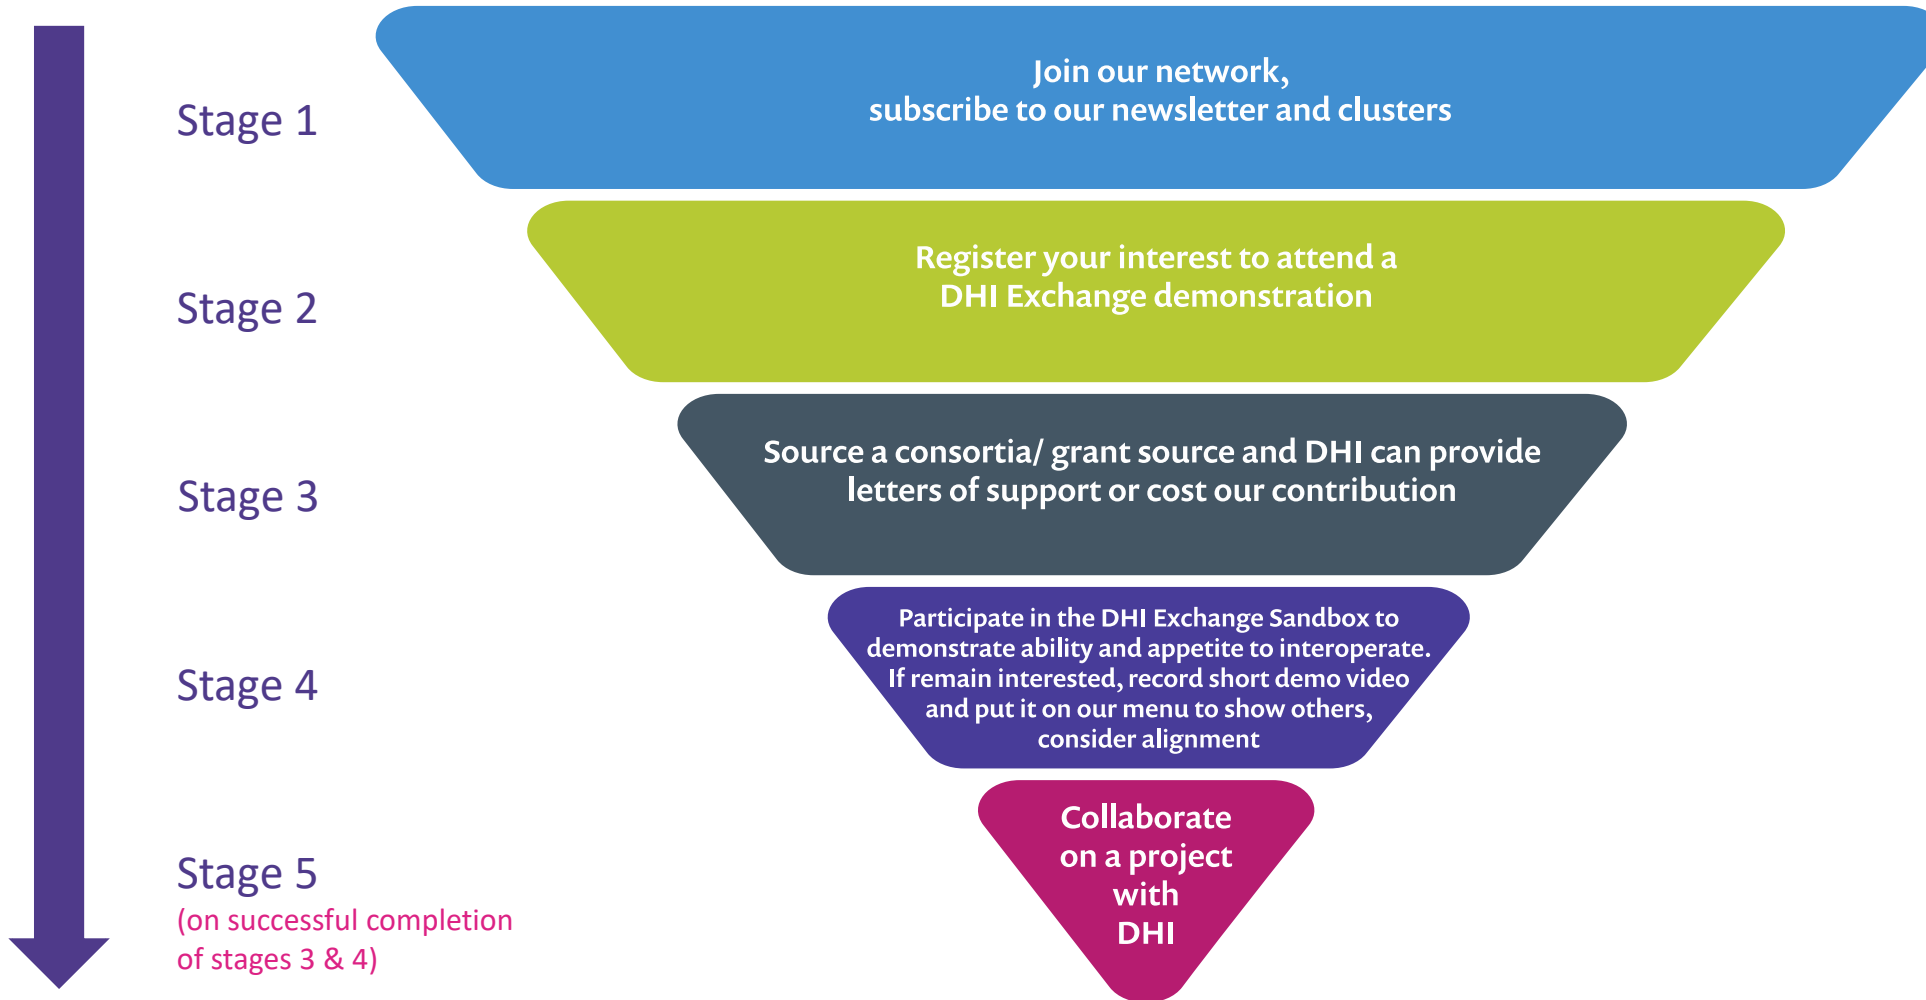 Stage 1
Join our network,
subscribe to our newsletter and clusters
Stage 2
Register your interest to attend a
DHI Exchange demonstration
Stage 3
Source a consortia/ grant source and DHI can provide
letters of support or cost our contribution
Stage 4
Participate in the DHI Exchange Sandbox to
demonstrate ability and appetite to interoperate.
If remain interested, record short demo video
and put it on our menu to show others,
consider alignment
Stage 5
(on successful completion
of stages 3 & 4)
Collaborate
on a project
with
DHI